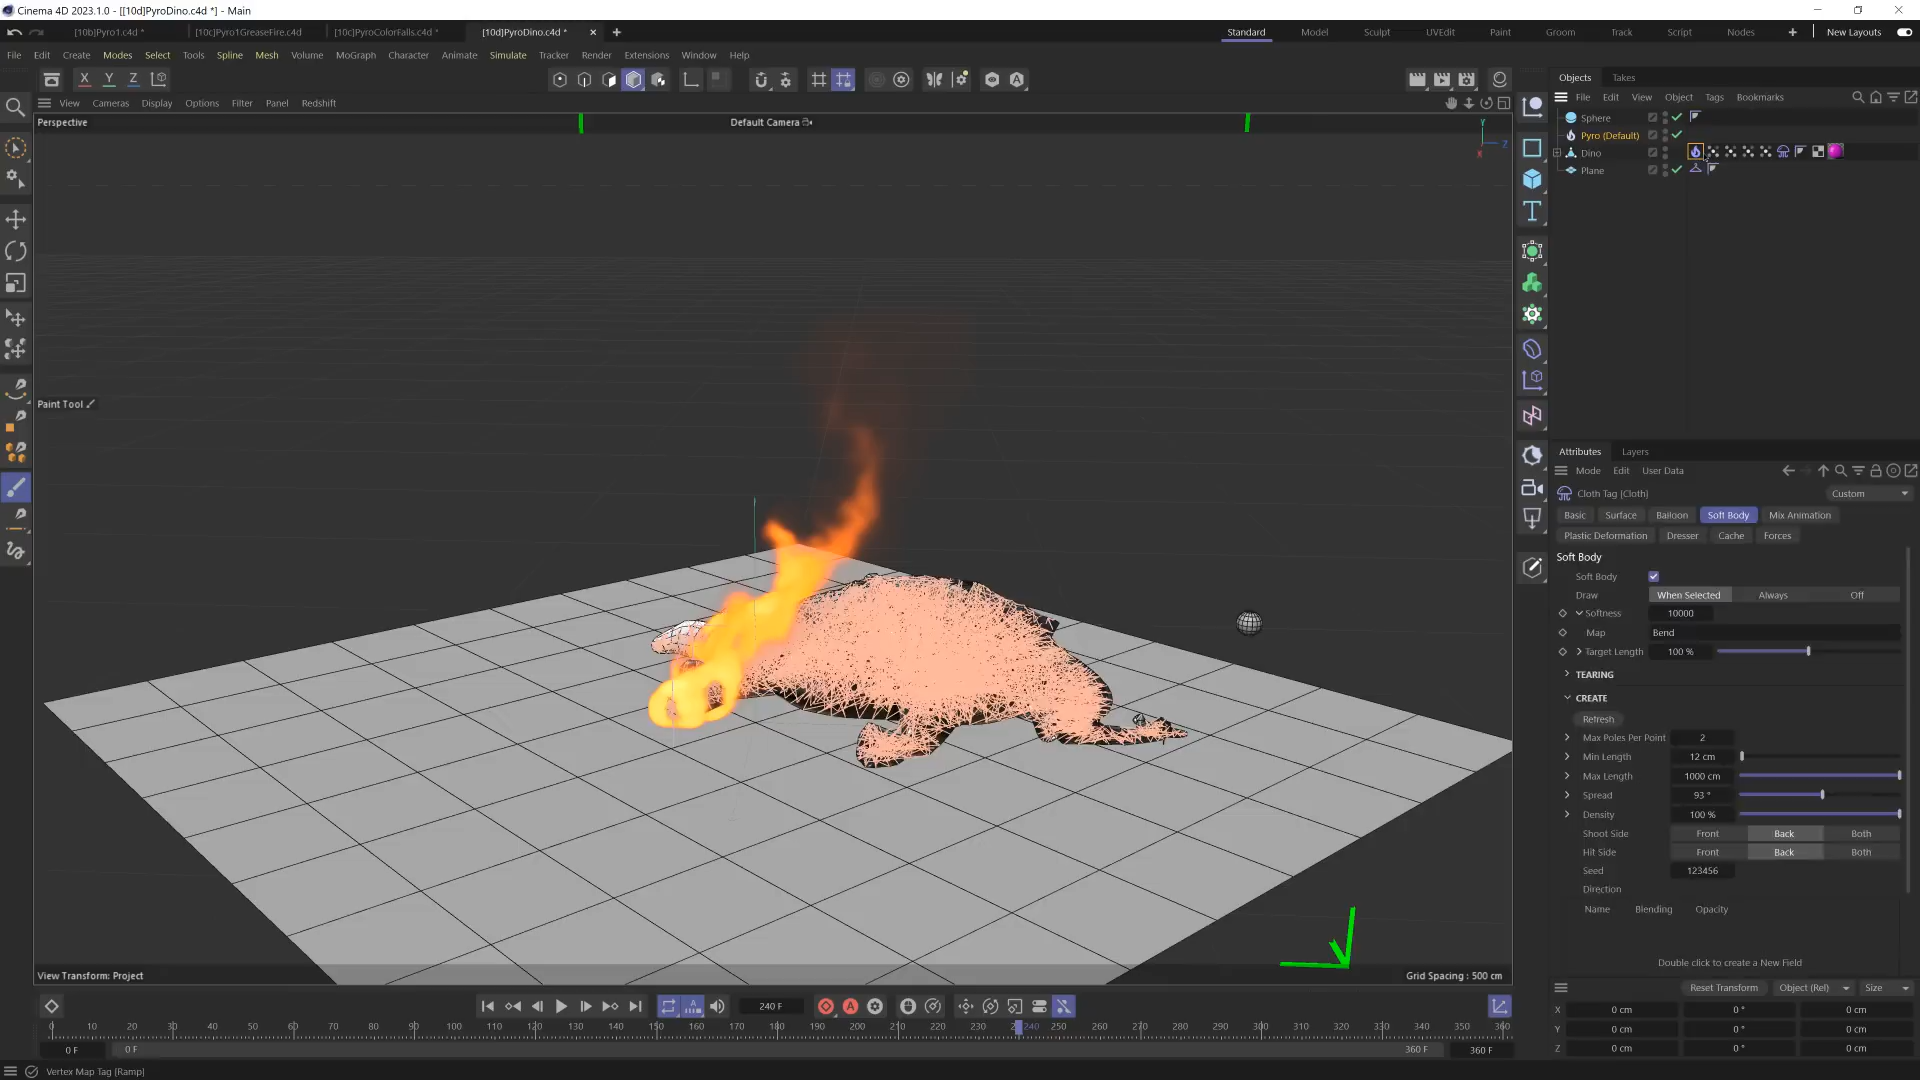 Cinema 4D 2023.1.0 - [[10d]PyroDino.c4d *] - Main
[10b]Pyro1.c4d * [10c]Pyro1GreaseFire.c4d [10c]PyroColorFalls.c4d * [10d]PyroDino.c4d * Standard Model Sculpt UVEdit Paint Groom Track Script Nodes New Layouts
File Edit Create Modes Select Tools Spline Mesh Volume MoGraph Character Animate Simulate Tracker Render Extensions Window Help
X Y Z
Objects Takes
View Cameras Display Options Filter Panel Redshift
File Edit View Object Tags Bookmarks
Perspective
Default Camera
Y
Z
X
Sphere
Pyro (Default)
Dino
Plane
Paint Tool
Attributes Layers
Mode Edit User Data
Cloth Tag [Cloth] Custom
Basic Surface Balloon Soft Body Mix Animation
Plastic Deformation Dresser Cache Forces
Soft Body
Soft Body
Draw When Selected Always Off
Softness 10000
Map Bend
Target Length 100 %
TEARING
CREATE
Refresh
Max Poles Per Point 2
Min Length 12 cm
Max Length 1000 cm
Spread 93 °
Density 100 %
Shoot Side Front Back Both
Hit Side Front Back Both
Seed 123456
Direction
Name Blending Opacity
Double click to create a New Field
View Transform: Project
Grid Spacing : 500 cm
Reset Transform Object (Rel) Size
240 F
X 0 cm 0 ° 0 cm
Y 0 cm 0 ° 0 cm
Z 0 cm 0 ° 0 cm
0 10 20 30 40 50 60 70 80 90 100 110 120 130 140 150 160 170 180 190 200 210 220 230 240 250 260 270 280 290 300 310 320 330 340 350 360
0 F 0 F 360 F 360 F
Vertex Map Tag [Ramp]